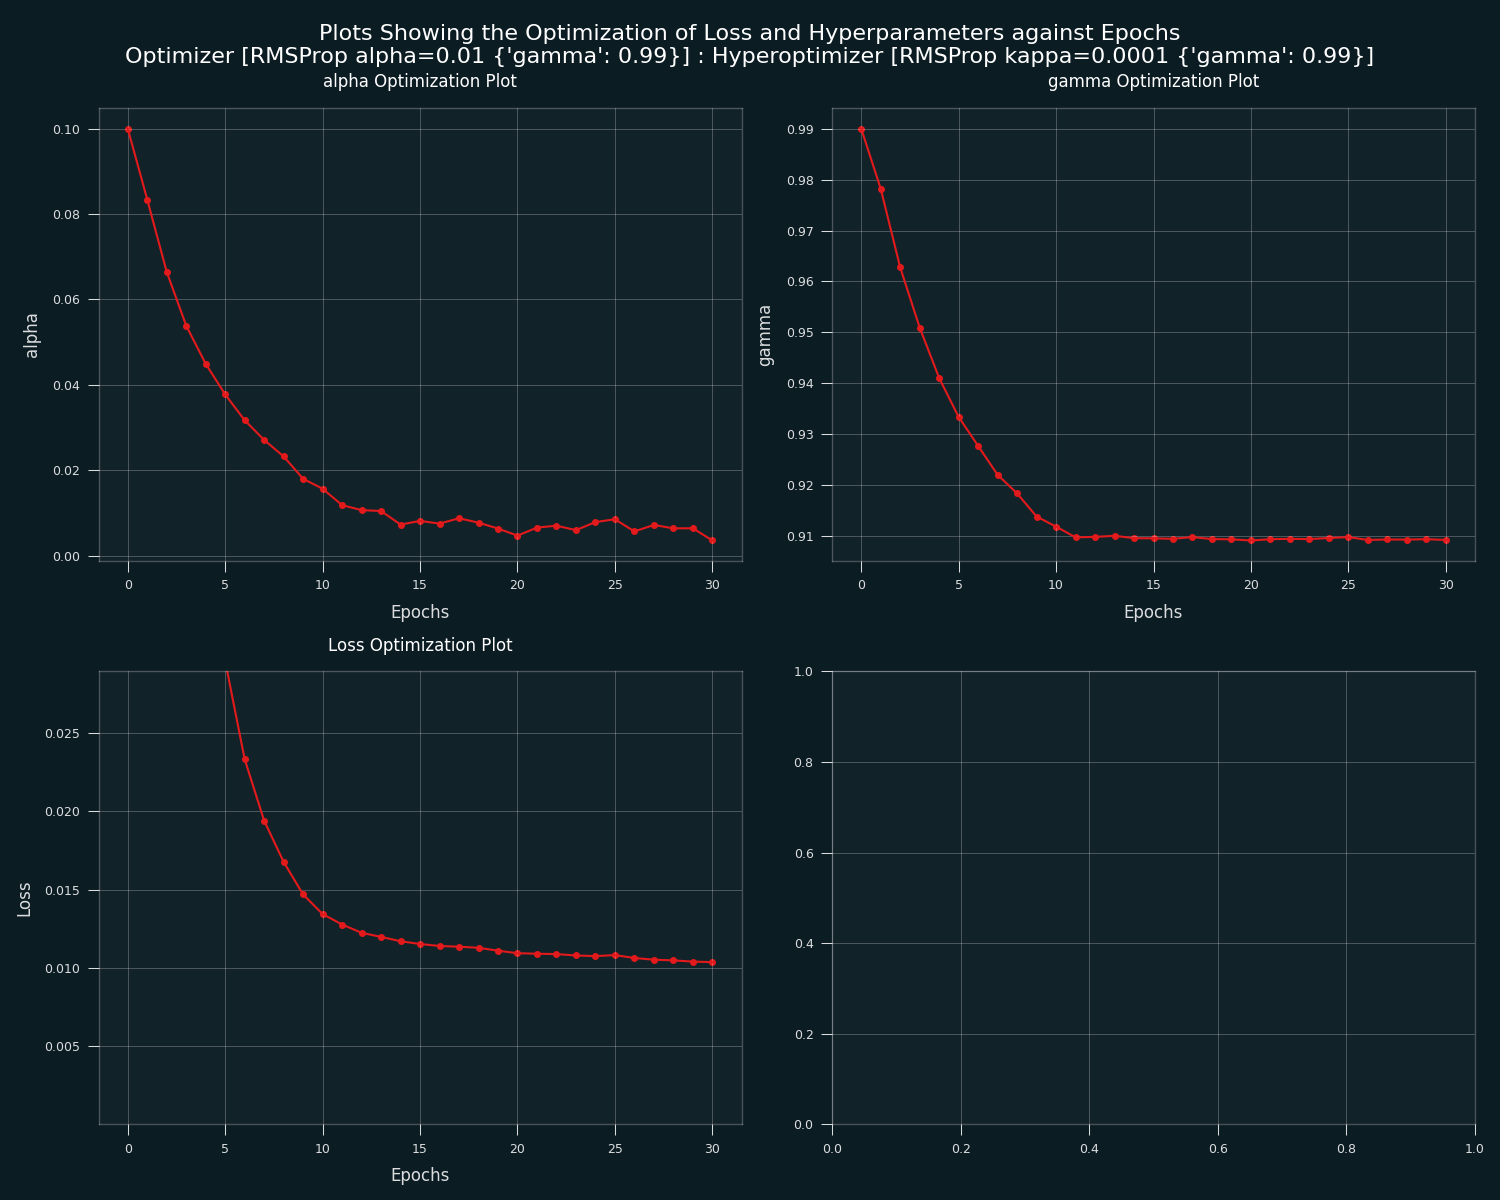 Plots Showing the Optimization of Loss and Hyperparameters against Epochs
Optimizer [RMSProp alpha=0.01 {'gamma': 0.99}] : Hyperoptimizer [RMSProp kappa=0.0001 {'gamma': 0.99}]
alpha Optimization Plot
0.10
0.08
0.06
0.04
0.02
0.00
alpha
0 5 10 15 20 25 30
Epochs
gamma Optimization Plot
0.99
0.98
0.97
0.96
0.95
0.94
0.93
0.92
0.91
gamma
0 5 10 15 20 25 30
Epochs
Loss Optimization Plot
0.025
0.020
0.015
0.010
0.005
Loss
0 5 10 15 20 25 30
Epochs
1.0
0.8
0.6
0.4
0.2
0.0
0.0 0.2 0.4 0.6 0.8 1.0